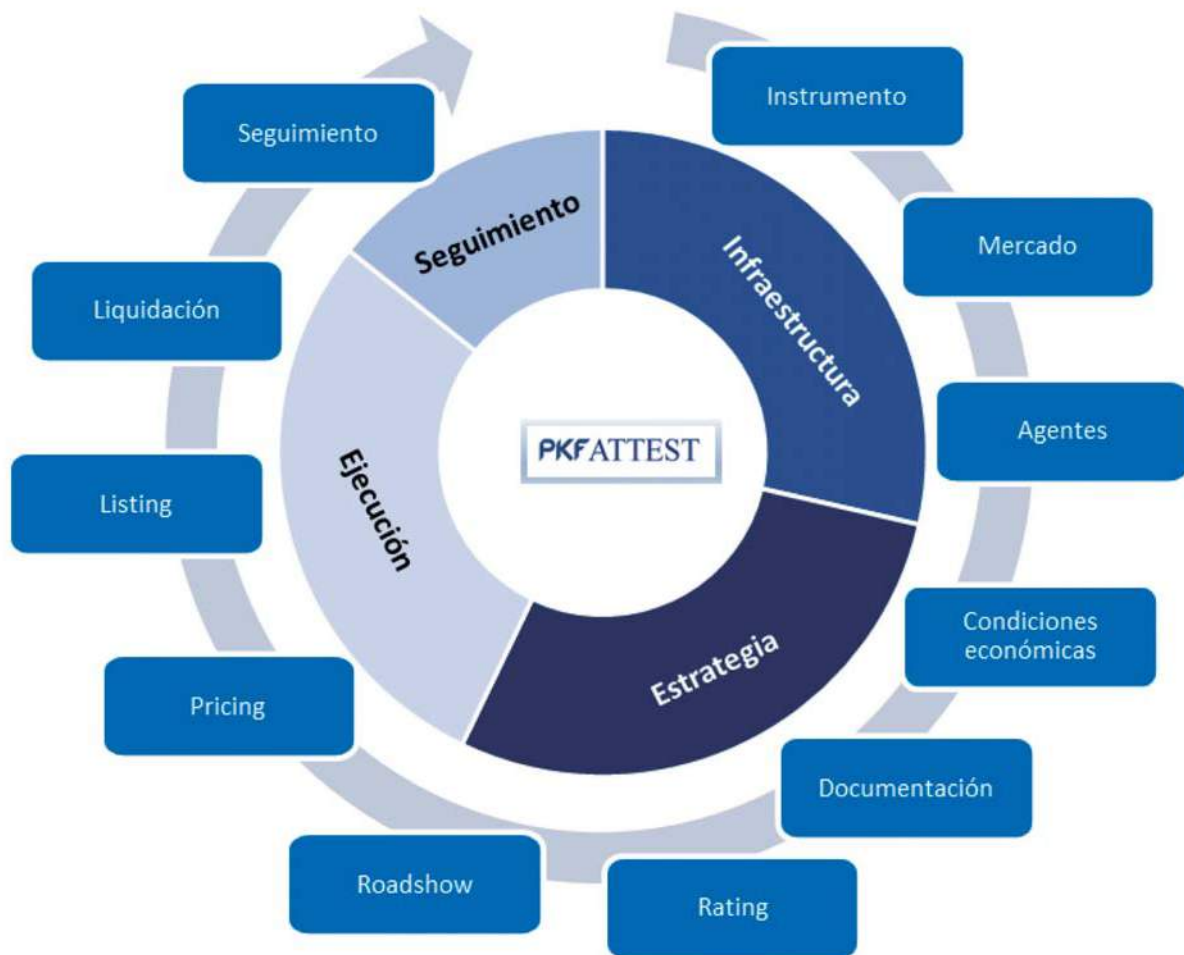 Instrumento
Mercado
Agentes
Condiciones
económicas
Documentación
Rating
Roadshow
Pricing
Listing
Liquidación
Seguimiento
Infraestructura
Estrategia
Ejecución
Seguimiento
PKF ATTEST